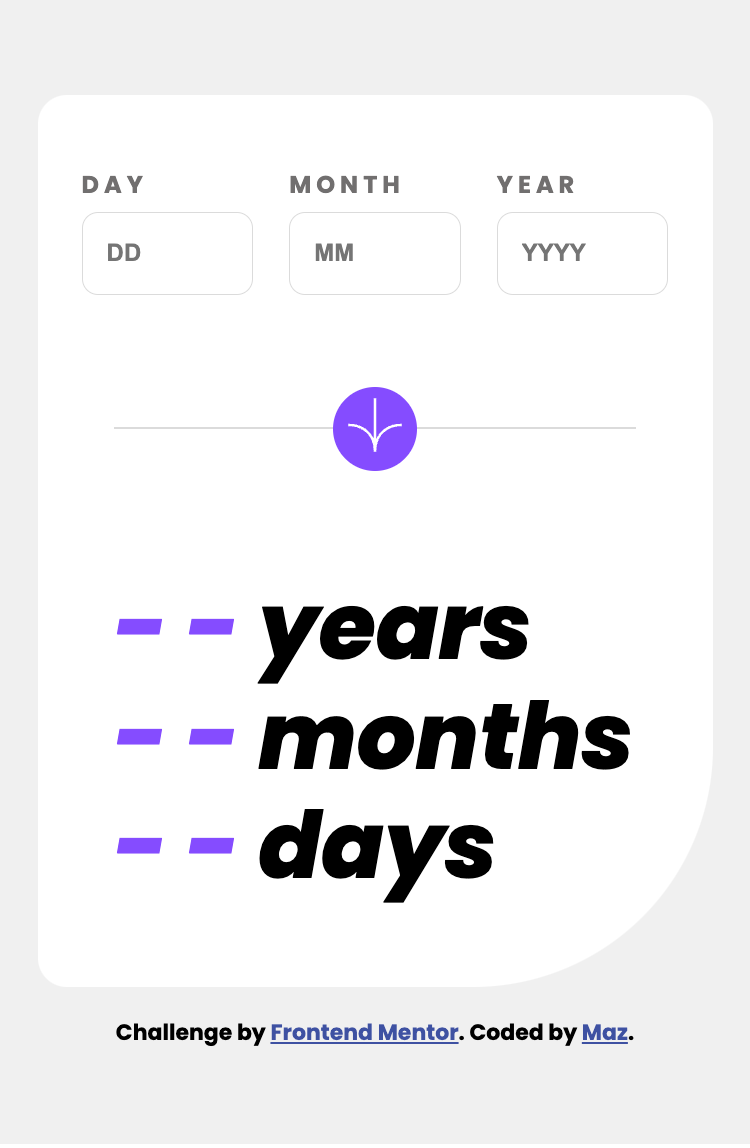 DAY MONTH YEAR
DD MM YYYY
- - years
- - months
- - days
Challenge by Frontend Mentor. Coded by Maz.